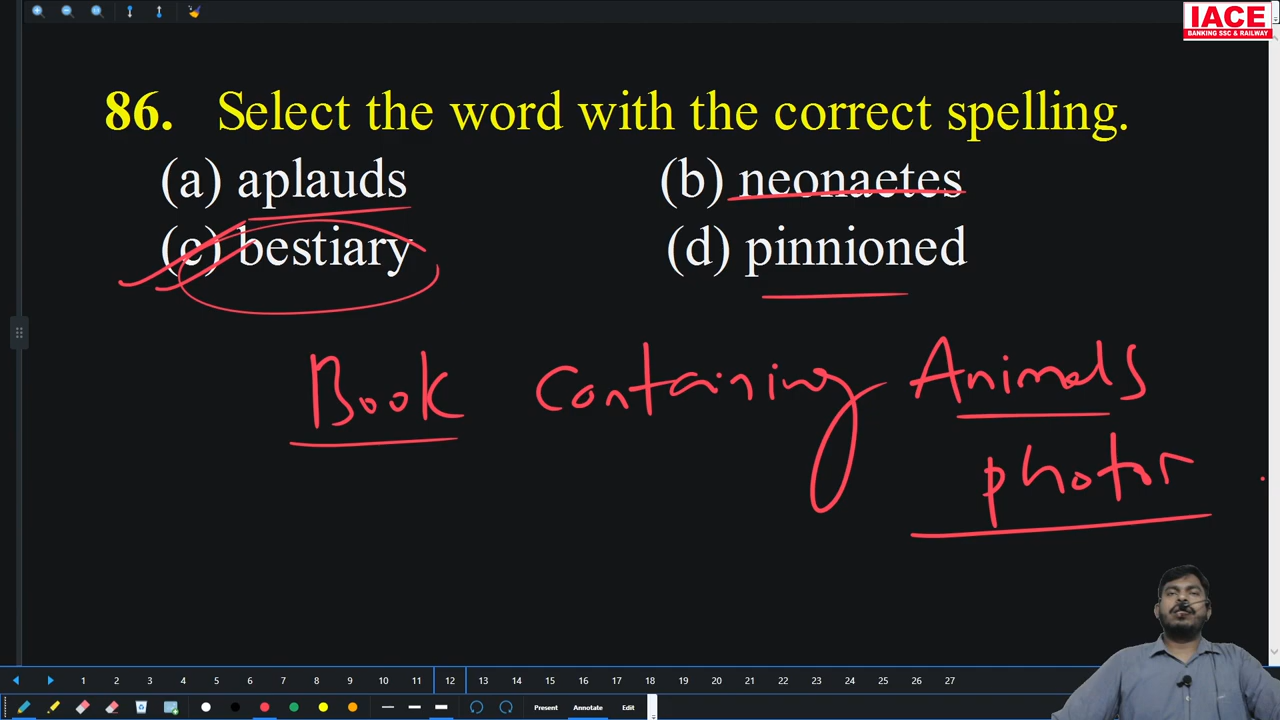 IACE
BANKING SSC & RAILWAY
86. Select the word with the correct spelling.
(a) aplauds (b) neonaetes
(c) bestiary (d) pinnioned
Book Containing Animals
photos
1 2 3 4 5 6 7 8 9 10 11 12 13 14 15 16 17 18 19 20 21 22 23 24 25 26 27
Present Annotate Edit